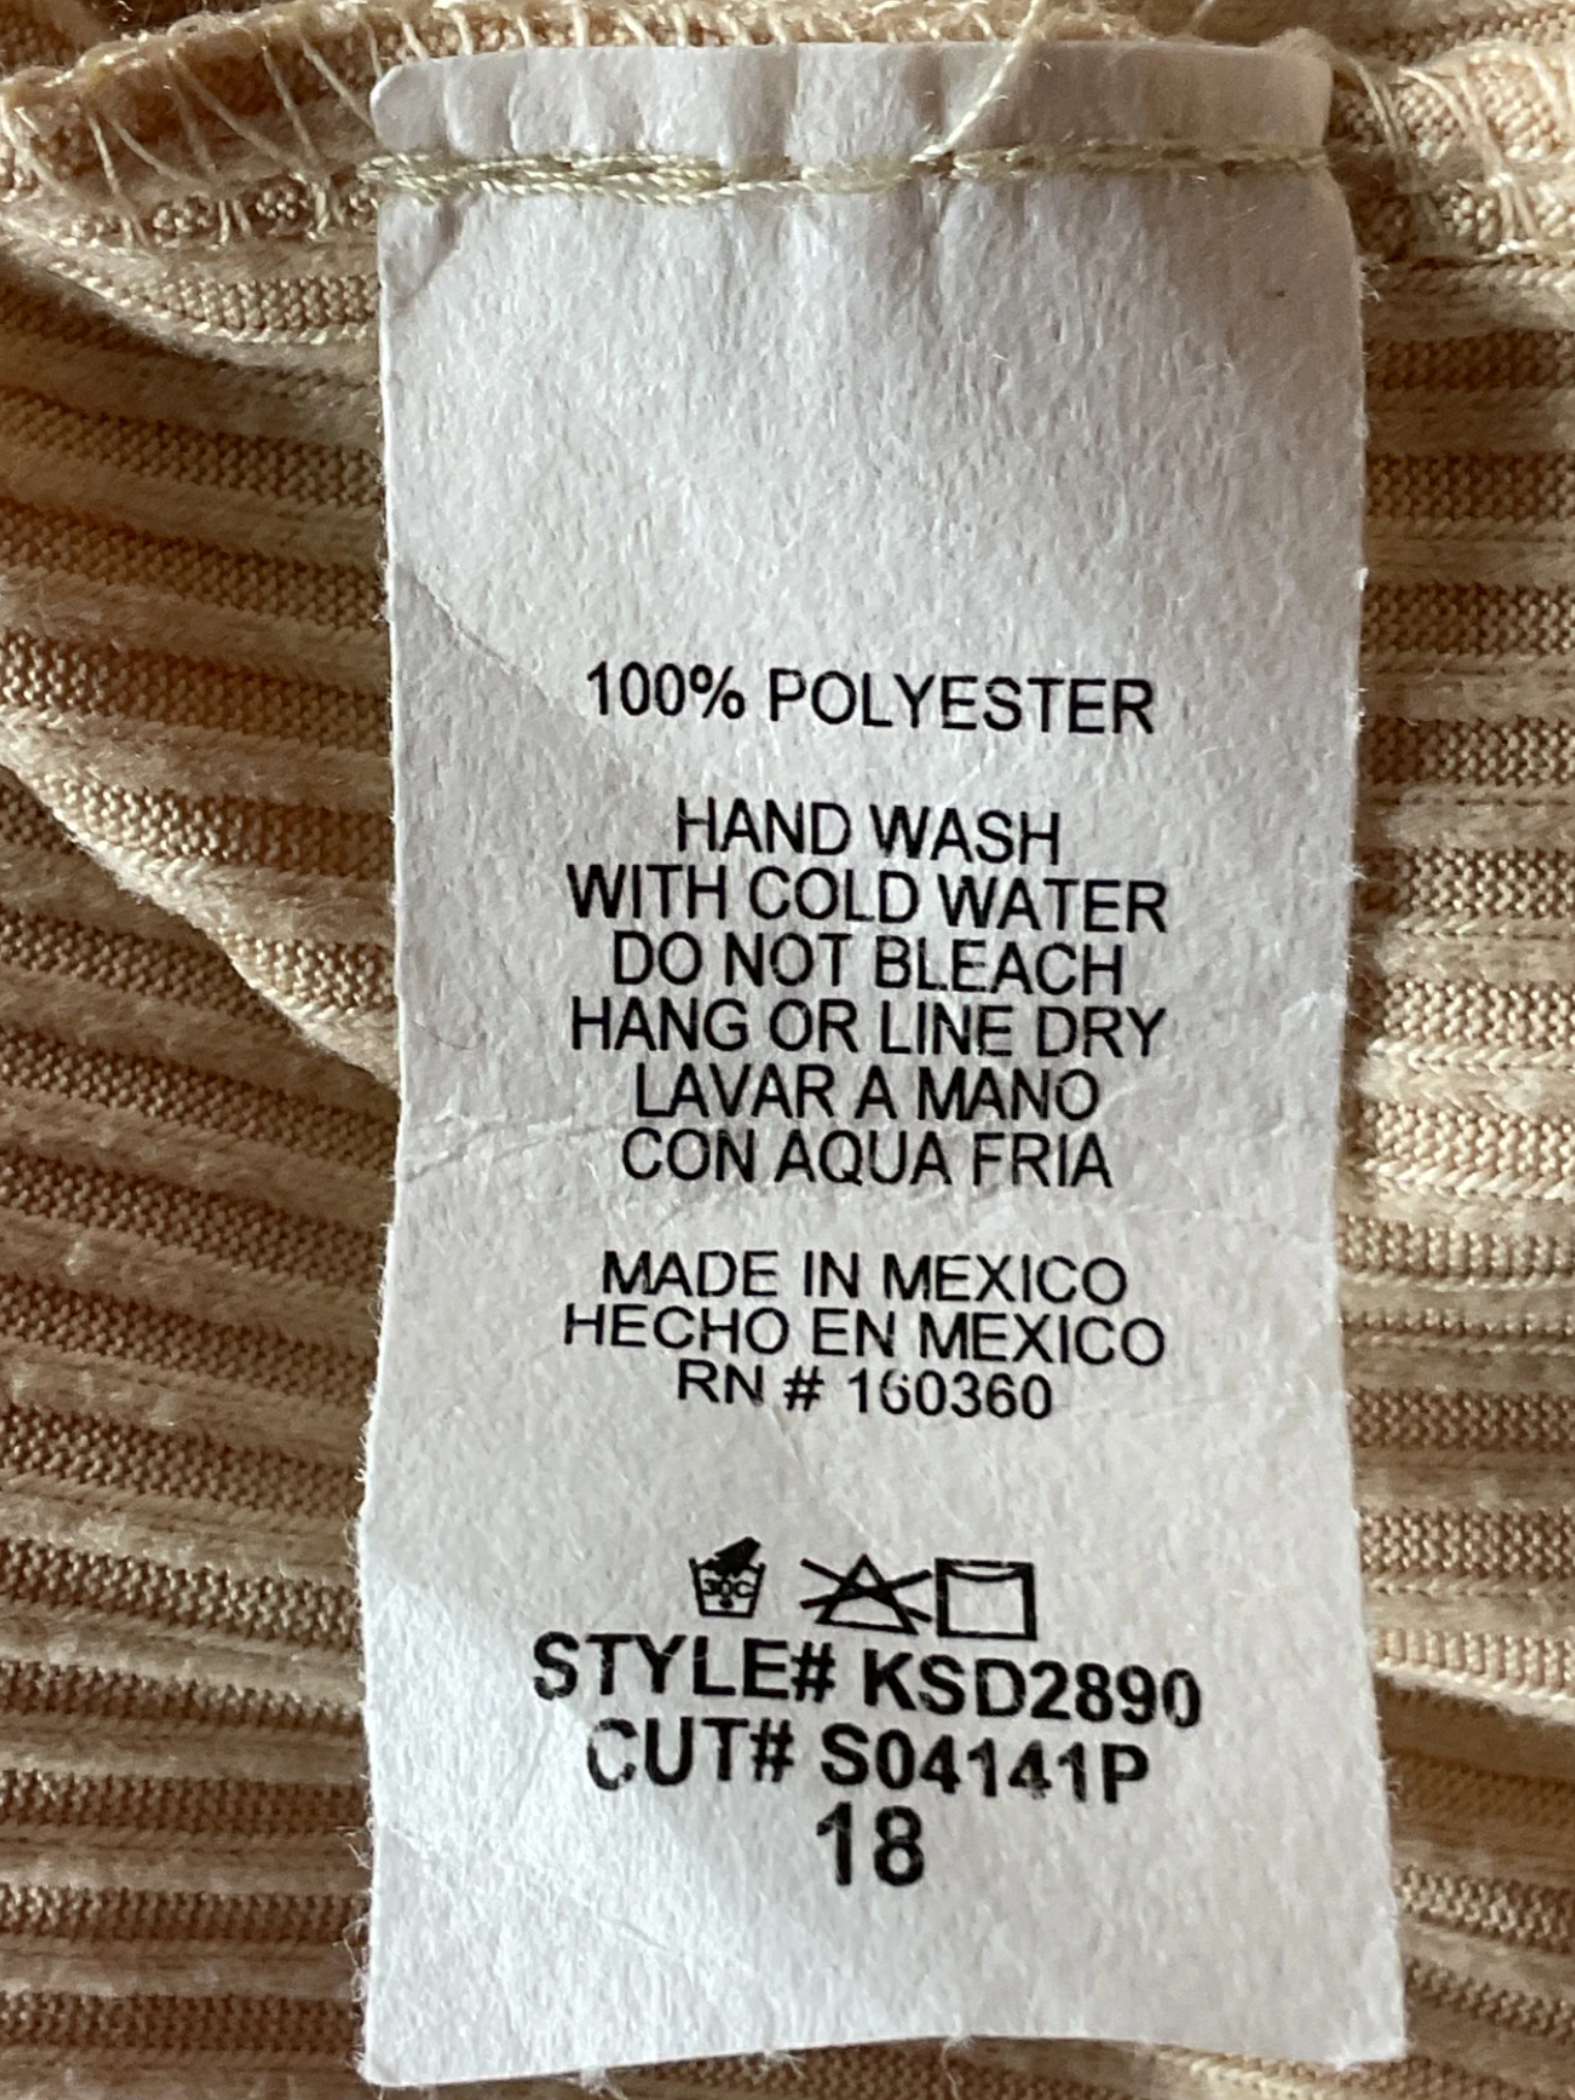 100% POLYESTER
HAND WASH
WITH COLD WATER
DO NOT BLEACH
HANG OR LINE DRY
LAVAR A MANO
CON AQUA FRIA
MADE IN MEXICO
HECHO EN MEXICO
RN # 160360
30C
STYLE# KSD2890
CUT# S04141P
18